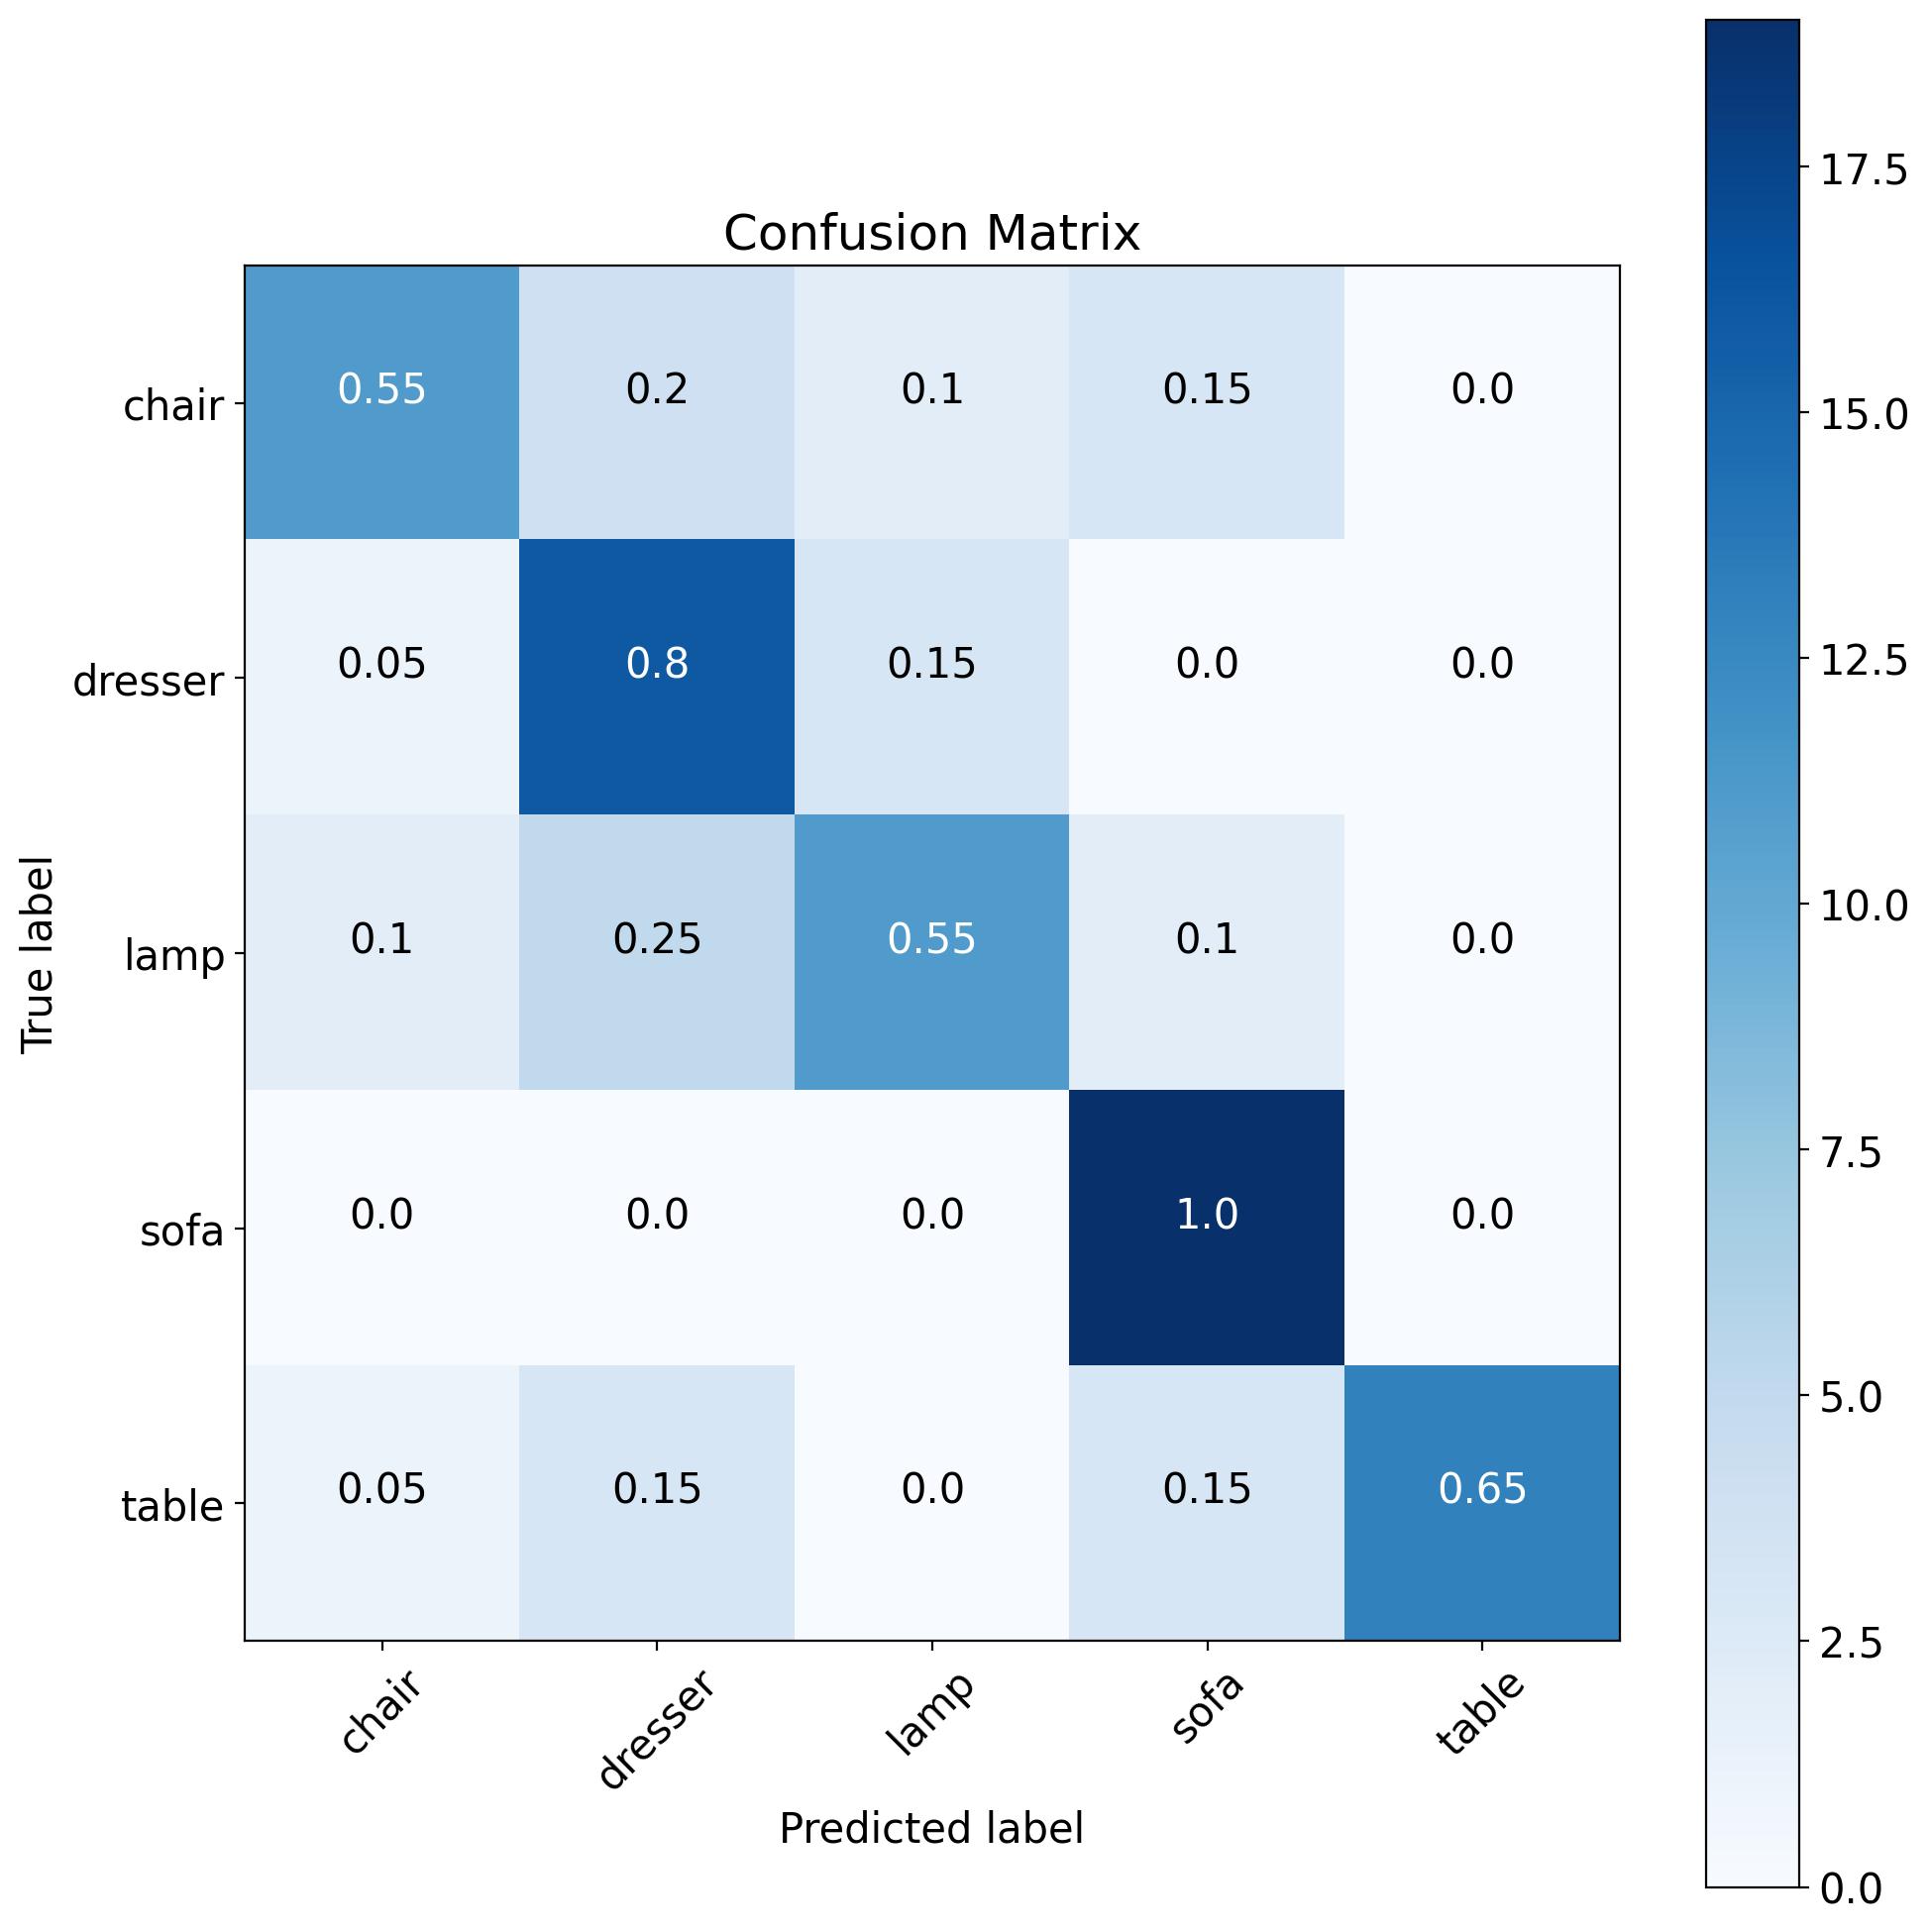 Confusion Matrix
17.5
15.0
12.5
10.0
7.5
5.0
2.5
0.0
True label
chair 0.55 0.2 0.1 0.15 0.0
dresser 0.05 0.8 0.15 0.0 0.0
lamp 0.1 0.25 0.55 0.1 0.0
sofa 0.0 0.0 0.0 1.0 0.0
table 0.05 0.15 0.0 0.15 0.65
chair dresser lamp sofa table
Predicted label